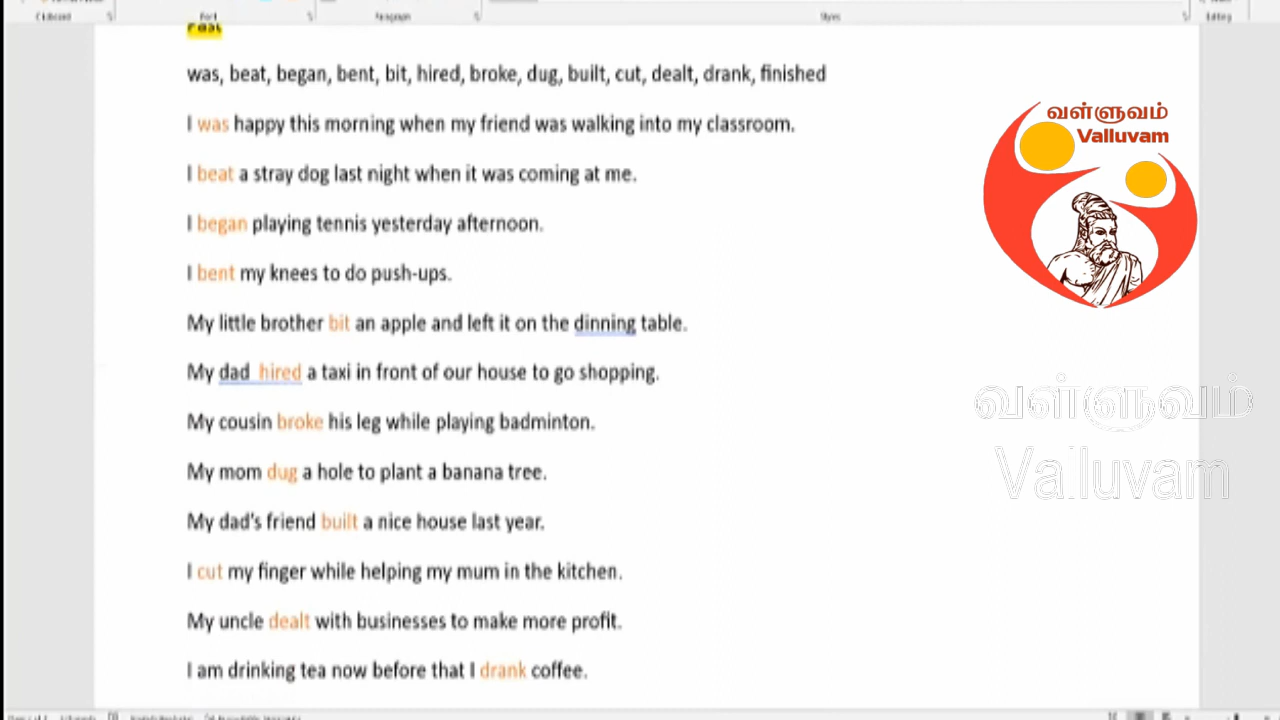 Clipboard Font Paragraph Styles Editing
Past
was, beat, began, bent, bit, hired, broke, dug, built, cut, dealt, drank, finished
I was happy this morning when my friend was walking into my classroom.
I beat a stray dog last night when it was coming at me.
I began playing tennis yesterday afternoon.
I bent my knees to do push-ups.
My little brother bit an apple and left it on the dinning table.
My dad hired a taxi in front of our house to go shopping.
My cousin broke his leg while playing badminton.
My mom dug a hole to plant a banana tree.
My dad's friend built a nice house last year.
I cut my finger while helping my mum in the kitchen.
My uncle dealt with businesses to make more profit.
I am drinking tea now before that I drank coffee.
வள்ளுவம்
Valluvam
வள்ளுவம்
Valluvam